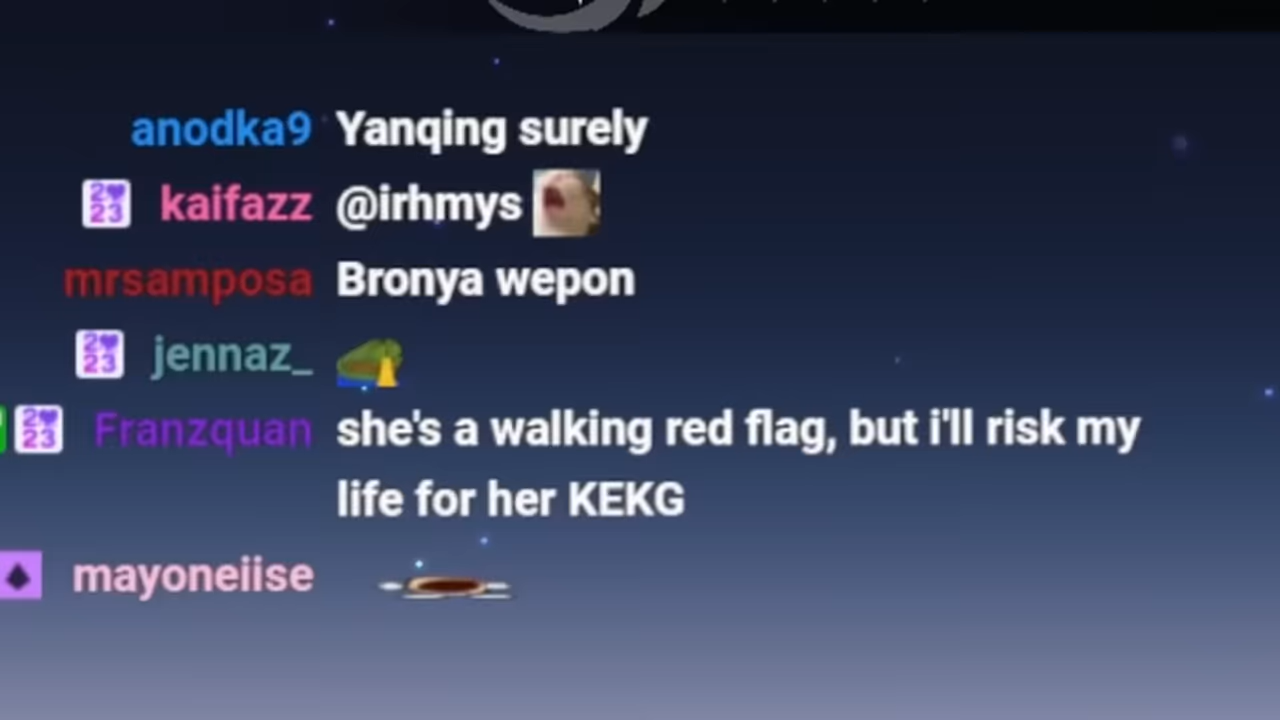 anodka9 Yanqing surely
kaifazz @irhmys
mrsamposa Bronya wepon
jennaz_
Franzquan she's a walking red flag, but i'll risk my
life for her KEKG
mayoneiise